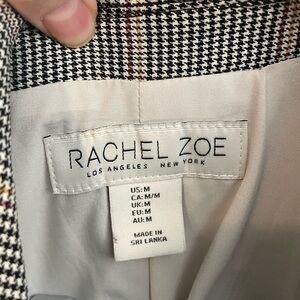 RACHEL ZOE
LOS ANGELES NEW YORK
US:M
CA:M/M
UK:M
EU:M
AU:M
MADE IN
SRI LANKA